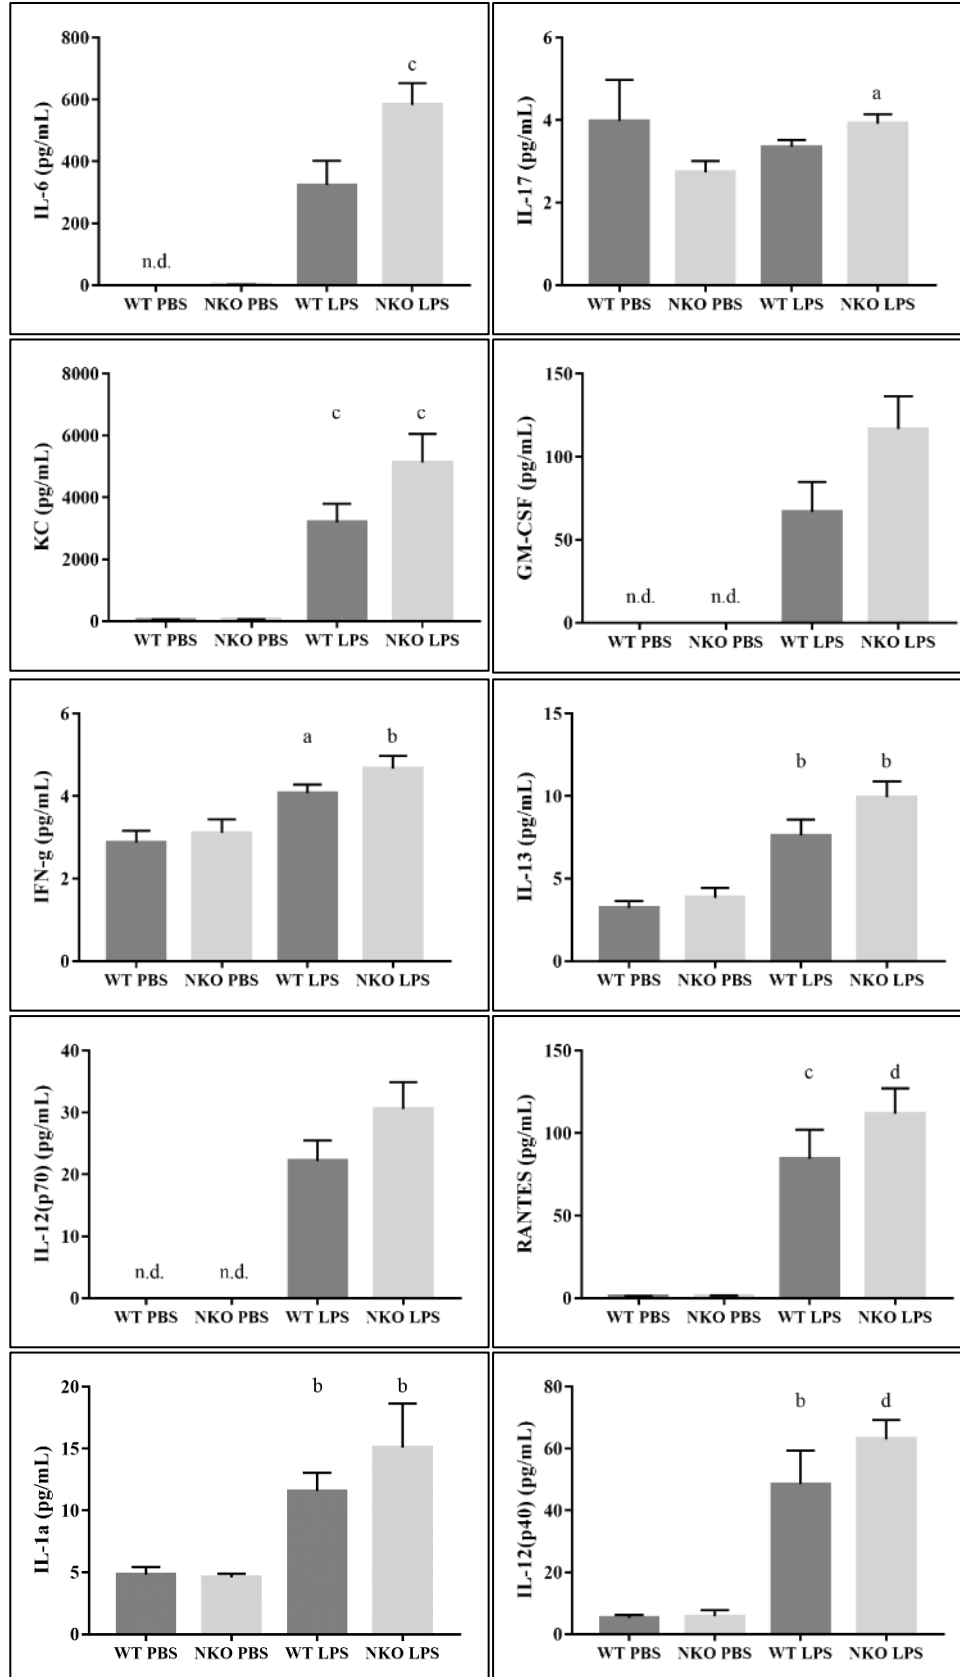 IL-6 (pg/mL)
800
600
400
200
0
n.d.
c
WT PBS NKO PBS WT LPS NKO LPS
IL-17 (pg/mL)
6
4
2
0
a
WT PBS NKO PBS WT LPS NKO LPS
KC (pg/mL)
8000
6000
4000
2000
0
c c
WT PBS NKO PBS WT LPS NKO LPS
GM-CSF (pg/mL)
150
100
50
0
n.d. n.d.
WT PBS NKO PBS WT LPS NKO LPS
IFN-g (pg/mL)
6
4
2
0
a b
WT PBS NKO PBS WT LPS NKO LPS
IL-13 (pg/mL)
15
10
5
0
b b
WT PBS NKO PBS WT LPS NKO LPS
IL-12(p70) (pg/mL)
40
30
20
10
0
n.d. n.d.
WT PBS NKO PBS WT LPS NKO LPS
RANTES (pg/mL)
150
100
50
0
c d
WT PBS NKO PBS WT LPS NKO LPS
IL-1a (pg/mL)
20
15
10
5
0
b b
WT PBS NKO PBS WT LPS NKO LPS
IL-12(p40) (pg/mL)
80
60
40
20
0
b d
WT PBS NKO PBS WT LPS NKO LPS